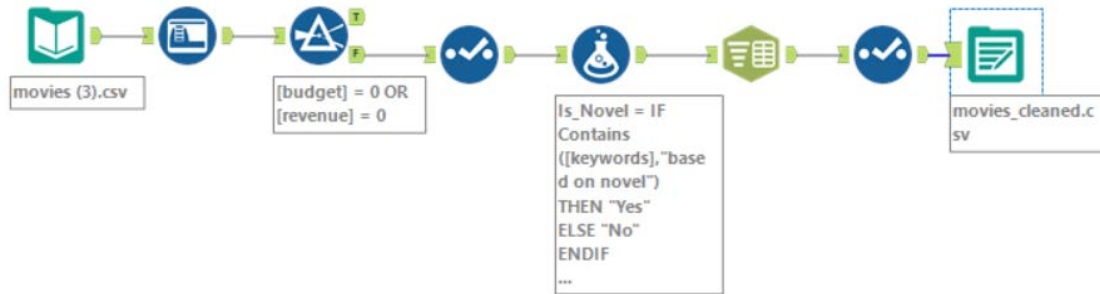 T
F
movies (3).csv
[budget] = 0 OR
[revenue] = 0
Is_Novel = IF
Contains
([keywords],"base
d on novel")
THEN "Yes"
ELSE "No"
ENDIF
...
movies_cleaned.c
sv